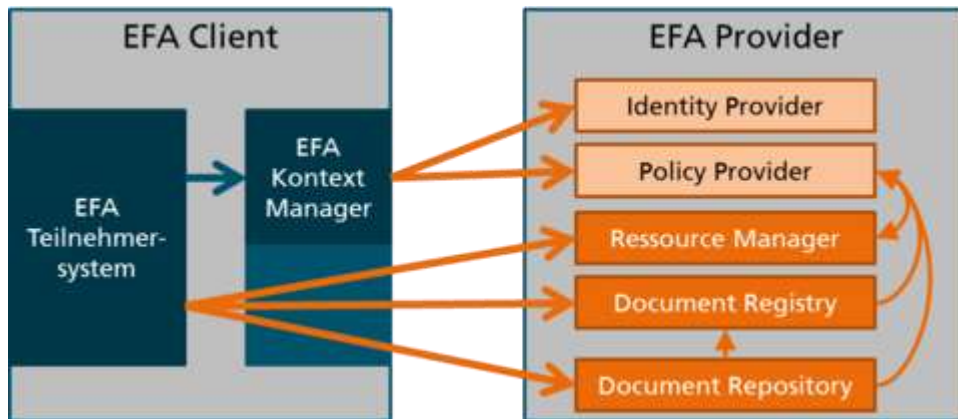 EFA Client
EFA
Teilnehmer-
system
EFA
Kontext
Manager
EFA Provider
Identity Provider
Policy Provider
Ressource Manager
Document Registry
Document Repository